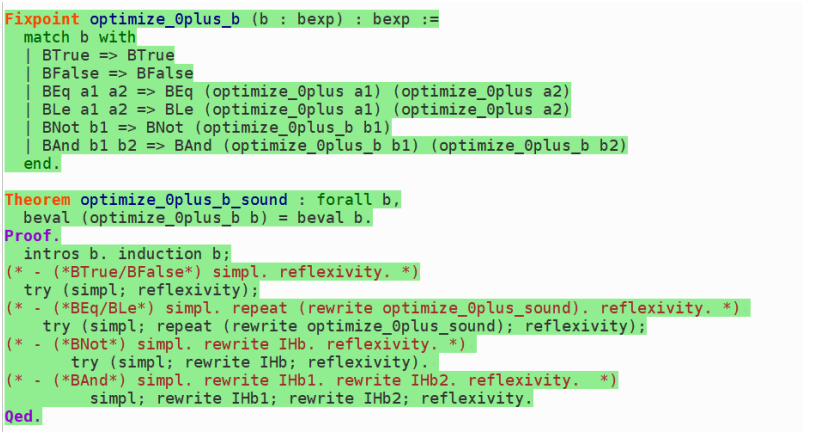 Fixpoint optimize_0plus_b (b : bexp) : bexp :=
  match b with
  | BTrue => BTrue
  | BFalse => BFalse
  | BEq a1 a2 => BEq (optimize_0plus a1) (optimize_0plus a2)
  | BLe a1 a2 => BLe (optimize_0plus a1) (optimize_0plus a2)
  | BNot b1 => BNot (optimize_0plus_b b1)
  | BAnd b1 b2 => BAnd (optimize_0plus_b b1) (optimize_0plus_b b2)
  end.

Theorem optimize_0plus_b_sound : forall b,
  beval (optimize_0plus_b b) = beval b.
Proof.
  intros b. induction b;
(* - (*BTrue/BFalse*) simpl. reflexivity. *)
  try (simpl; reflexivity);
(* - (*BEq/BLe*) simpl. repeat (rewrite optimize_0plus_sound). reflexivity. *)
    try (simpl; repeat (rewrite optimize_0plus_sound); reflexivity);
(* - (*BNot*) simpl. rewrite IHb. reflexivity. *)
       try (simpl; rewrite IHb; reflexivity).
(* - (*BAnd*) simpl. rewrite IHb1. rewrite IHb2. reflexivity.  *)
         simpl; rewrite IHb1; rewrite IHb2; reflexivity.
Qed.